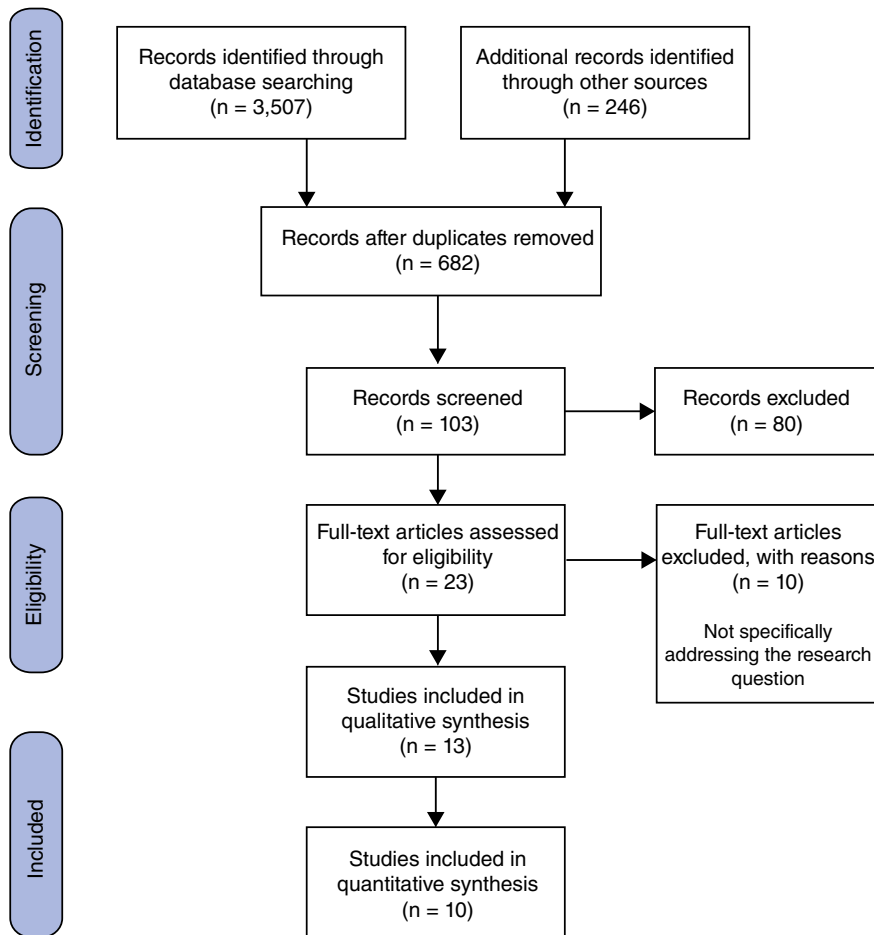 Identification
Records identified through
database searching
(n = 3,507)
Additional records identified
through other sources
(n = 246)
Screening
Records after duplicates removed
(n = 682)
Records screened
(n = 103)
Records excluded
(n = 80)
Eligibility
Full-text articles assessed
for eligibility
(n = 23)
Full-text articles
excluded, with reasons
(n = 10)
Not specifically
addressing the research
question
Studies included in
qualitative synthesis
(n = 13)
Included
Studies included in
quantitative synthesis
(n = 10)